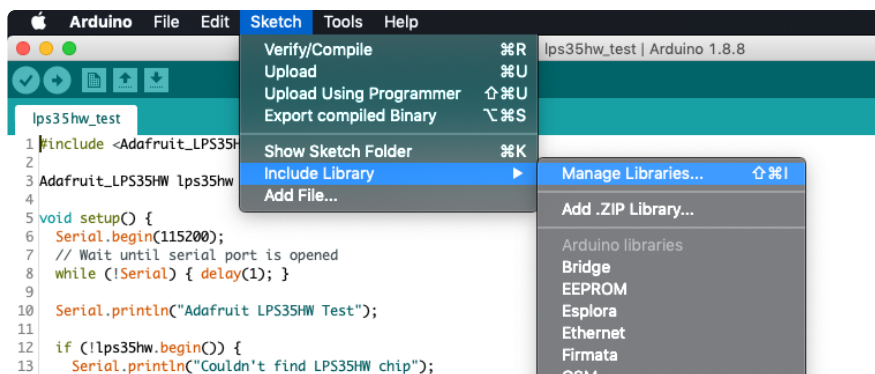 Arduino File Edit Sketch Tools Help
lps35hw_test | Arduino 1.8.8
Verify/Compile ⌘R
Upload ⌘U
Upload Using Programmer ⇧⌘U
Export compiled Binary ⌥⌘S
Show Sketch Folder ⌘K
Include Library ▶
Add File...
Manage Libraries... ⇧⌘I
Add .ZIP Library...
Arduino libraries
Bridge
EEPROM
Esplora
Ethernet
Firmata
lps35hw_test
1 #include <Adafruit_LPS35H
2
3 Adafruit_LPS35HW lps35hw
4
5 void setup() {
6 Serial.begin(115200);
7 // Wait until serial port is opened
8 while (!Serial) { delay(1); }
9
10 Serial.println("Adafruit LPS35HW Test");
11
12 if (!lps35hw.begin()) {
13 Serial.println("Couldn't find LPS35HW chip");